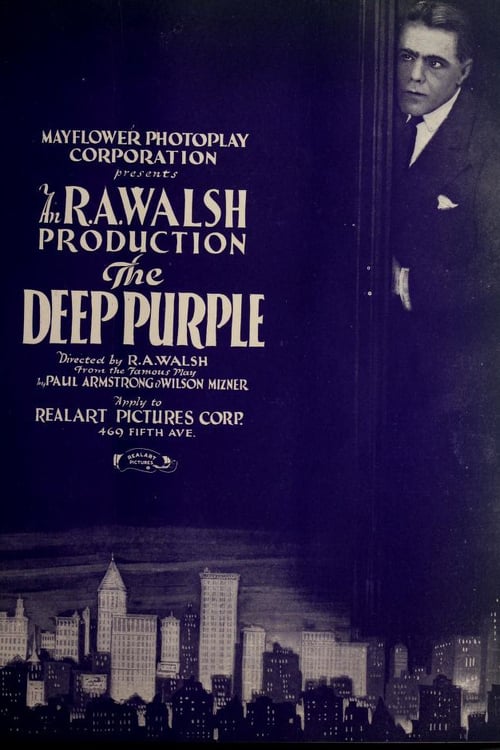 MAYFLOWER PHOTOPLAY
CORPORATION
presents
An R.A. WALSH
PRODUCTION
The
DEEP PURPLE
Directed by R.A. WALSH
From the Famous Play
by PAUL ARMSTRONG & WILSON MIZNER
Apply to
REALART PICTURES CORP.
469 FIFTH AVE.
REALART
PICTURES